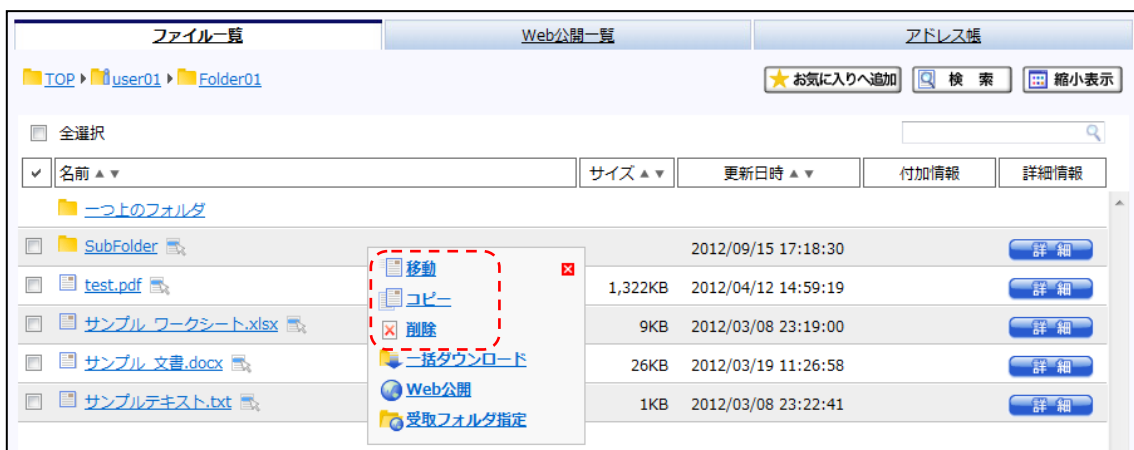 ファイル一覧 Web公開一覧 アドレス帳
TOP user01 Folder01 お気に入りへ追加 検 索 縮小表示
全選択
名前▲▼ サイズ▲▼ 更新日時▲▼ 付加情報 詳細情報
一つ上のフォルダ
SubFolder 2012/09/15 17:18:30 詳 細
test.pdf 1,322KB 2012/04/12 14:59:19 詳 細
サンプル ワークシート.xlsx 9KB 2012/03/08 23:19:00 詳 細
サンプル 文書.docx 26KB 2012/03/19 11:26:58 詳 細
サンプルテキスト.txt 1KB 2012/03/08 23:22:41 詳 細
移動
コピー
削除
一括ダウンロード
Web公開
受取フォルダ指定